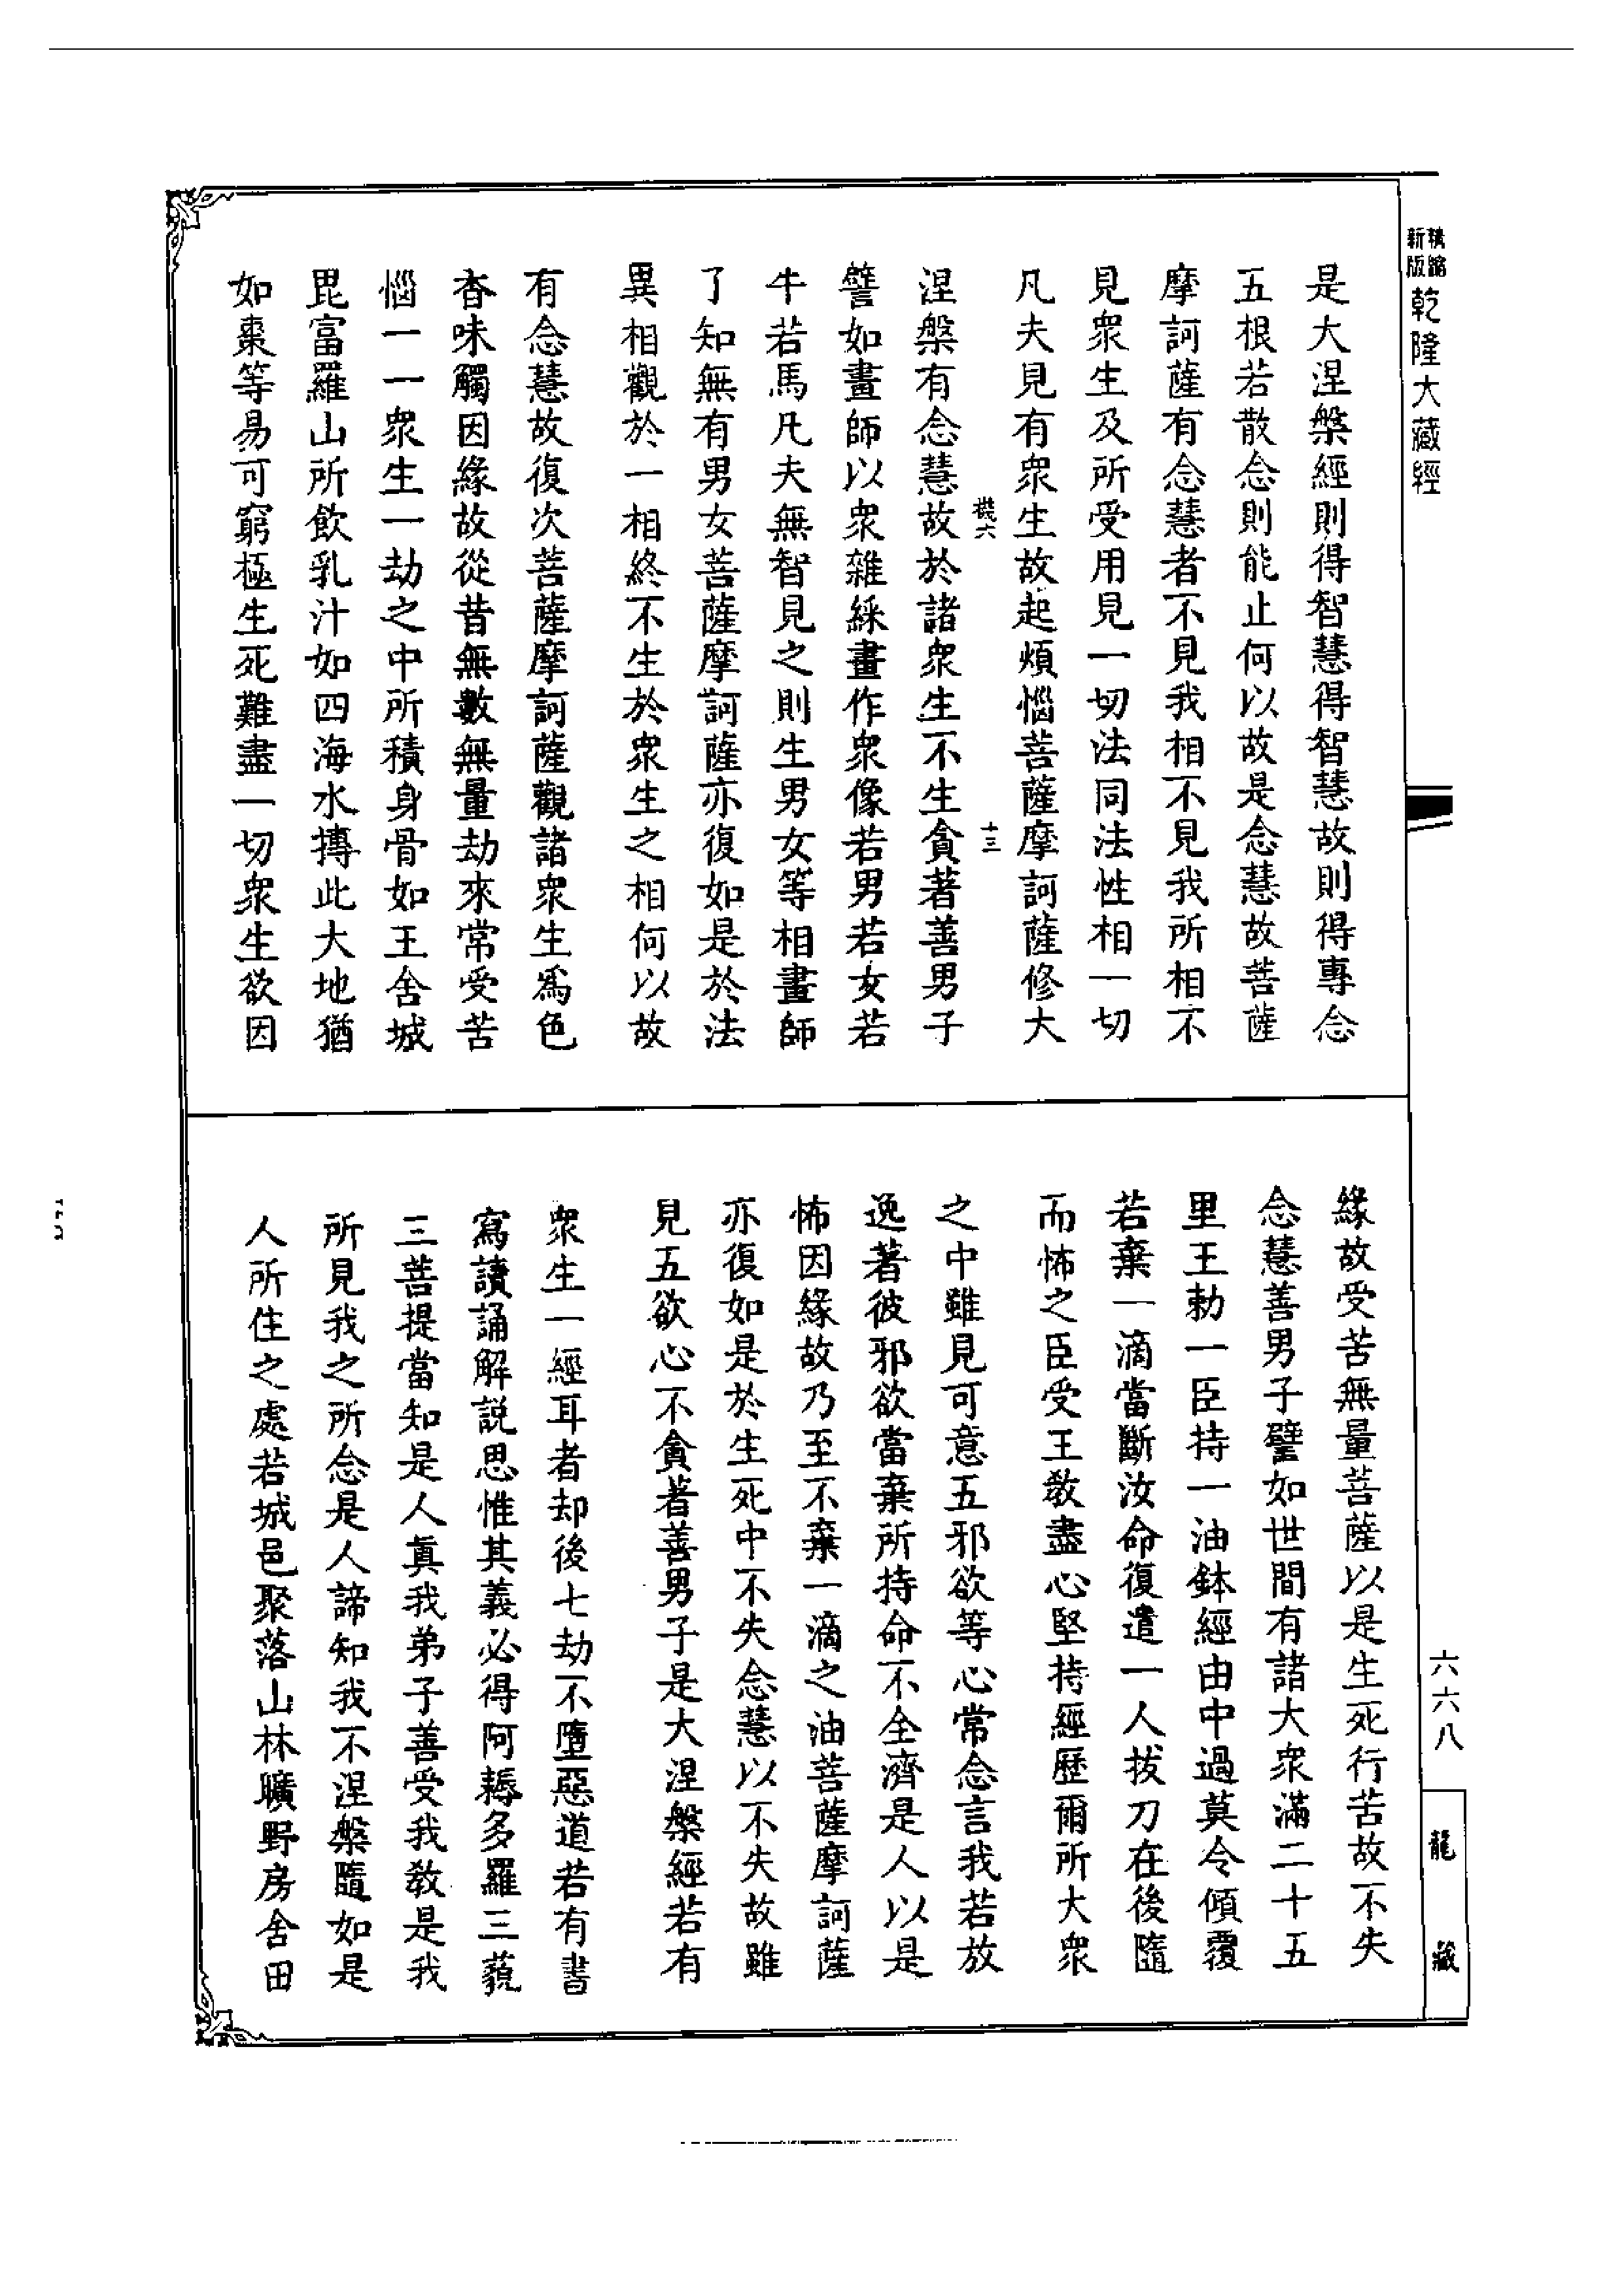 新版
乾隆大藏經
是大涅槃經則得智慧得智慧故則得專念
五根若散念則能止何以故是念慧故菩薩
摩訶薩有念慧者不見我相不見我所相不
見衆生及所受用見一切法同法性相一切
凡夫見有衆生故起煩惱菩薩摩訶薩修大
十三
涅槃有念慧故於諸衆生不生貪著善男子
譬如畫師以衆雜綵畫作衆像若男若女若
牛若馬凡夫無智見之則生男女等相畫師
了知無有男女菩薩摩訶薩亦復如是於法
異相觀於一相終不生於衆生之相何以故
有念慧故復次菩薩摩訶薩觀諸衆生爲色
香味觸因緣故從昔無數無量劫來常受苦
惱一一衆生一劫之中所積身骨如王舍城
毘富羅山所飲乳汁如四海水摶此大地猶
如棗等易可窮極生死難盡一切衆生欲因
緣故受苦無量菩薩以是生死行苦故不失
念慧善男子譬如世間有諸大衆滿二十五
里王勅一臣持一油鉢經由中過莫令傾覆
若棄一滴當斷汝命復遣一人拔刀在後隨
而怖之臣受王教盡心堅持經歷爾所大衆
之中雖見可意五邪欲等心常念言我若放
逸著彼邪欲當棄所持命不全濟是人以是
怖因緣故乃至不棄一滴之油菩薩摩訶薩
亦復如是於生死中不失念慧以不失故雖
見五欲心不貪著善男子是大涅槃經若有
衆生一經耳者却後七劫不墮惡道若有書
寫讀誦解説思惟其義必得阿耨多羅三藐
三菩提當知是人眞我弟子善受我教是我
所見我之所念是人諦知我不涅槃隨如是
人所住之處若城邑聚落山林曠野房舍田
六六八
龍藏